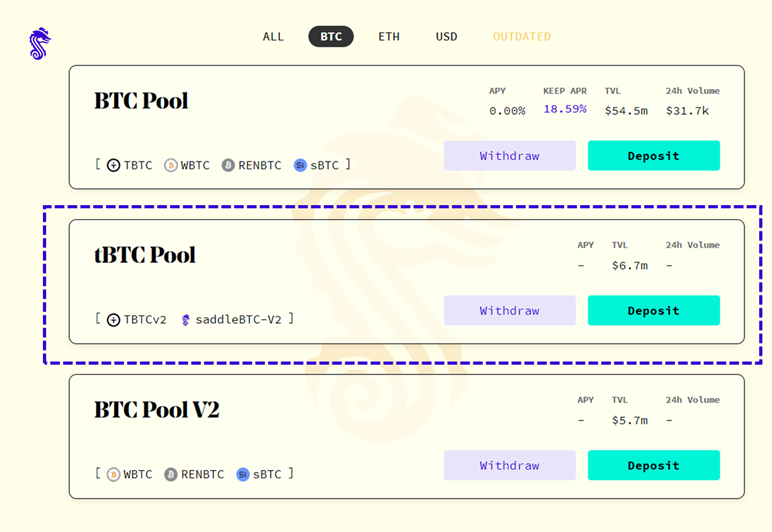 ALL BTC ETH USD OUTDATED
BTC Pool
APY KEEP APR TVL 24h Volume
0.00% 18.59% $54.5m $31.7k
[ TBTC WBTC RENBTC sBTC ]
Withdraw Deposit
tBTC Pool
APY TVL 24h Volume
– $6.7m –
[ TBTCv2 saddleBTC-V2 ]
Withdraw Deposit
BTC Pool V2
APY TVL 24h Volume
– $5.7m –
[ WBTC RENBTC sBTC ]
Withdraw Deposit